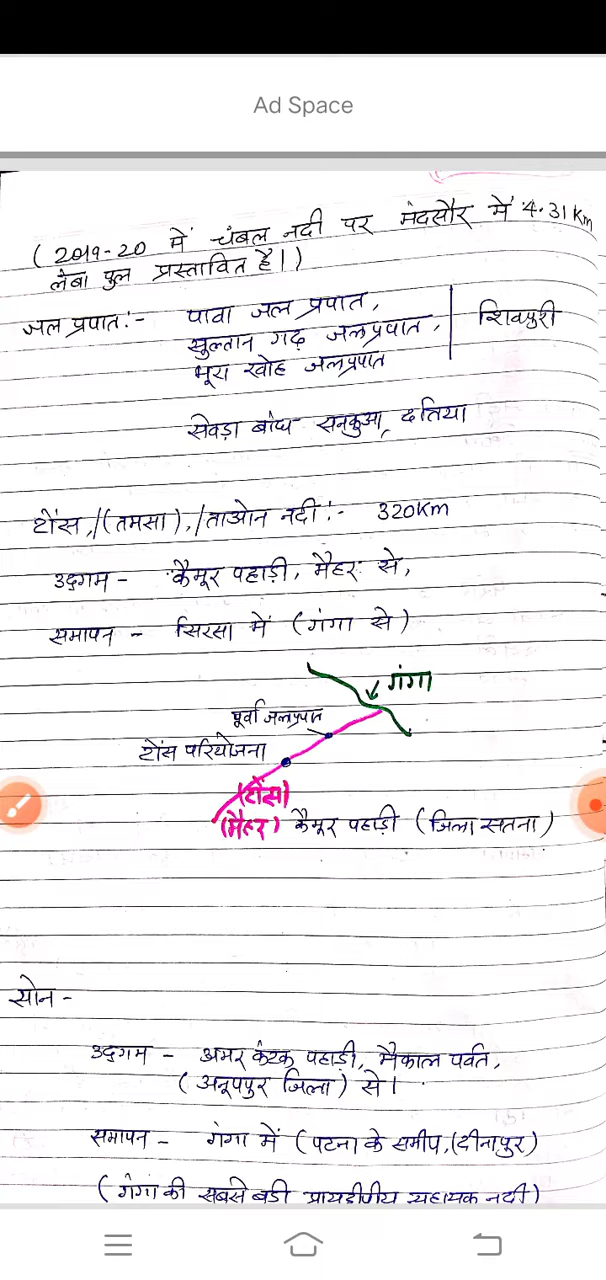 Ad Space
(2019-20 में चंबल नदी पर मंदसौर में 4.31 Km
लंबा पुल प्रस्तावित है।)
जल प्रपात:- पावा जल प्रपात,
सुल्तान गढ़ जलप्रपात, शिवपुरी
भूरा खोह जलप्रपात
सेवड़ा बांध सनकुआ, दतिया
टोंस,/(तमसा),/ताओन नदी:- 320Km
उद्गम - कैमूर पहाड़ी, मैहर से,
समापन - सिरसा में (गंगा से)
गंगा
पूर्वा जलप्रपात
टोंस परियोजना
(टोंस)
(मैहर) कैमूर पहाड़ी (जिला सतना)
सोन -
उद्गम - अमर कंटक पहाड़ी, मैकाल पर्वत,
(अनूपपुर जिला) से।
समापन - गंगा में (पटना के समीप,(दीनापुर)
(गंगा की सबसे बडी प्रायद्वीपीय सहायक नदी)